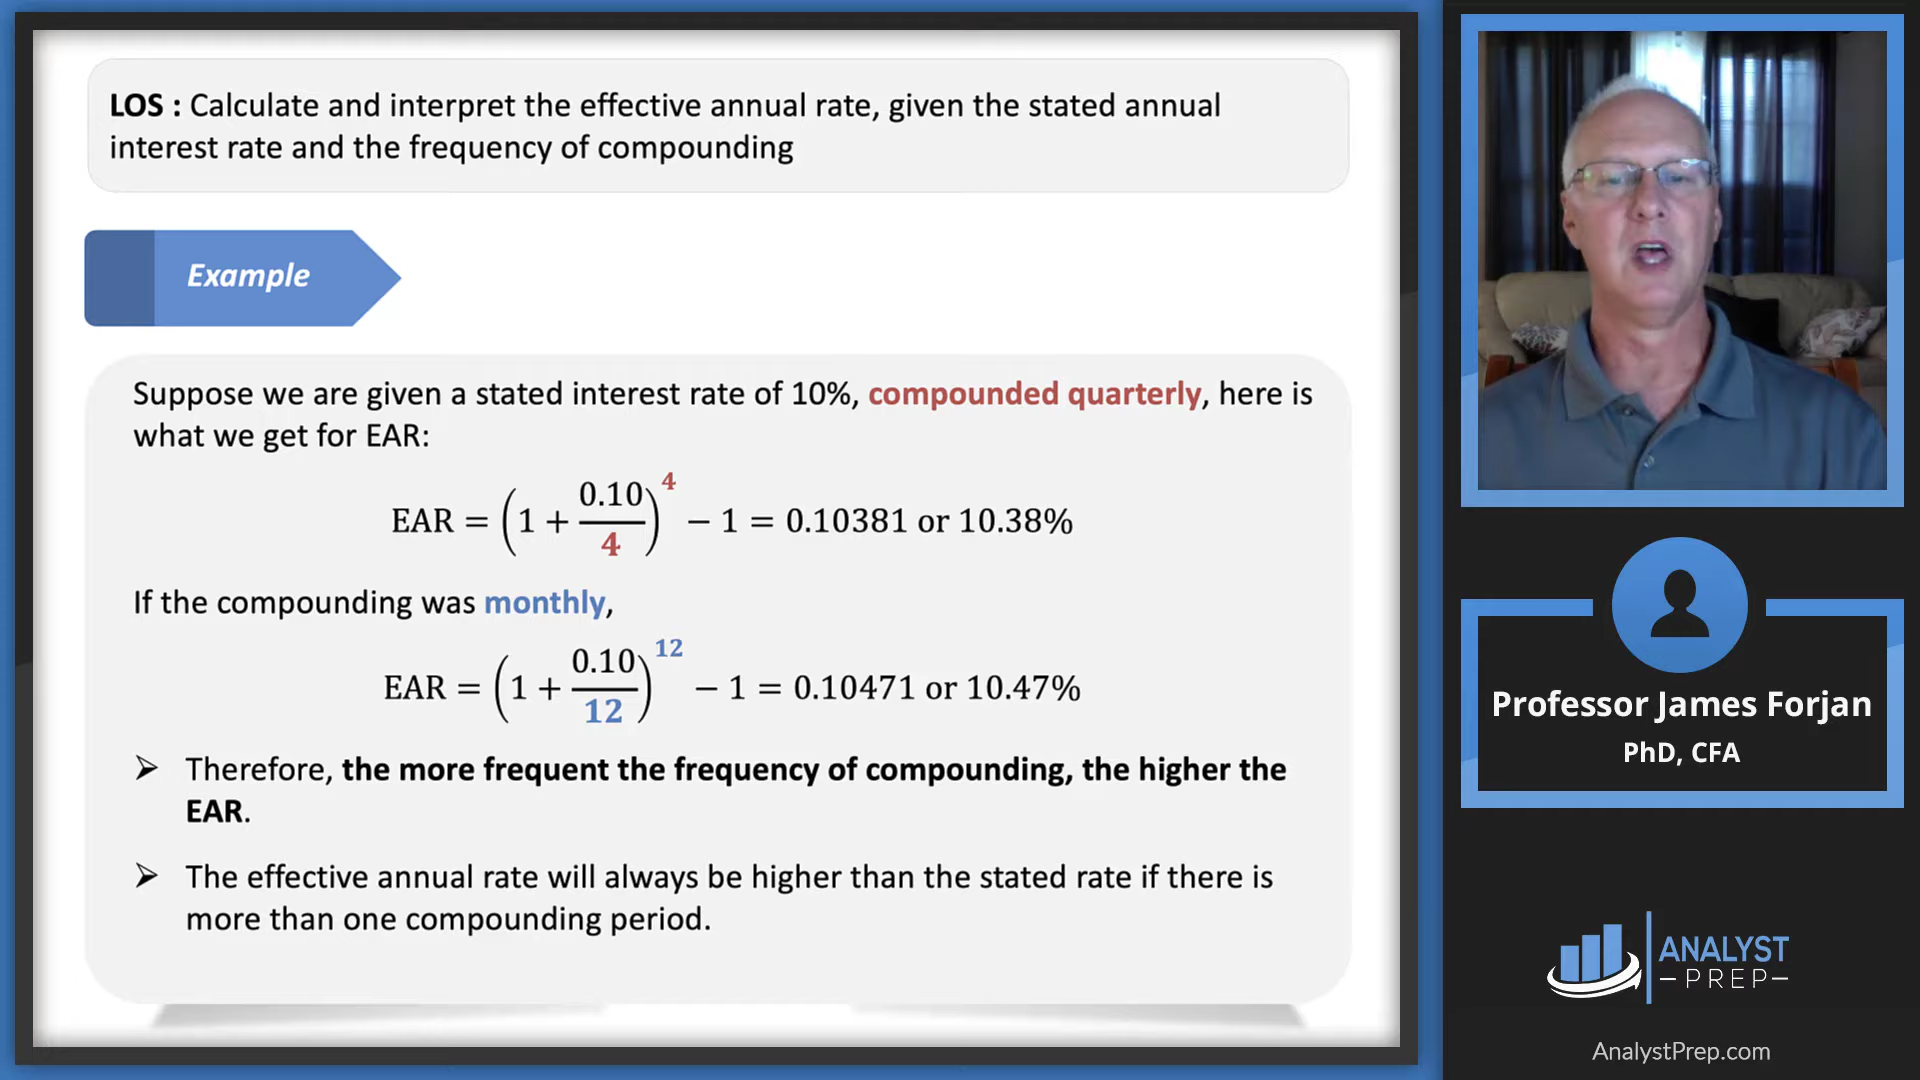 LOS : Calculate and interpret the effective annual rate, given the stated annual
interest rate and the frequency of compounding
Example
Suppose we are given a stated interest rate of 10%, compounded quarterly, here is
what we get for EAR:
EAR = (1 + 0.10/4)^4 − 1 = 0.10381 or 10.38%
If the compounding was monthly,
EAR = (1 + 0.10/12)^12 − 1 = 0.10471 or 10.47%
➢ Therefore, the more frequent the frequency of compounding, the higher the
EAR.
➢ The effective annual rate will always be higher than the stated rate if there is
more than one compounding period.
Professor James Forjan
PhD, CFA
ANALYST
PREP
AnalystPrep.com